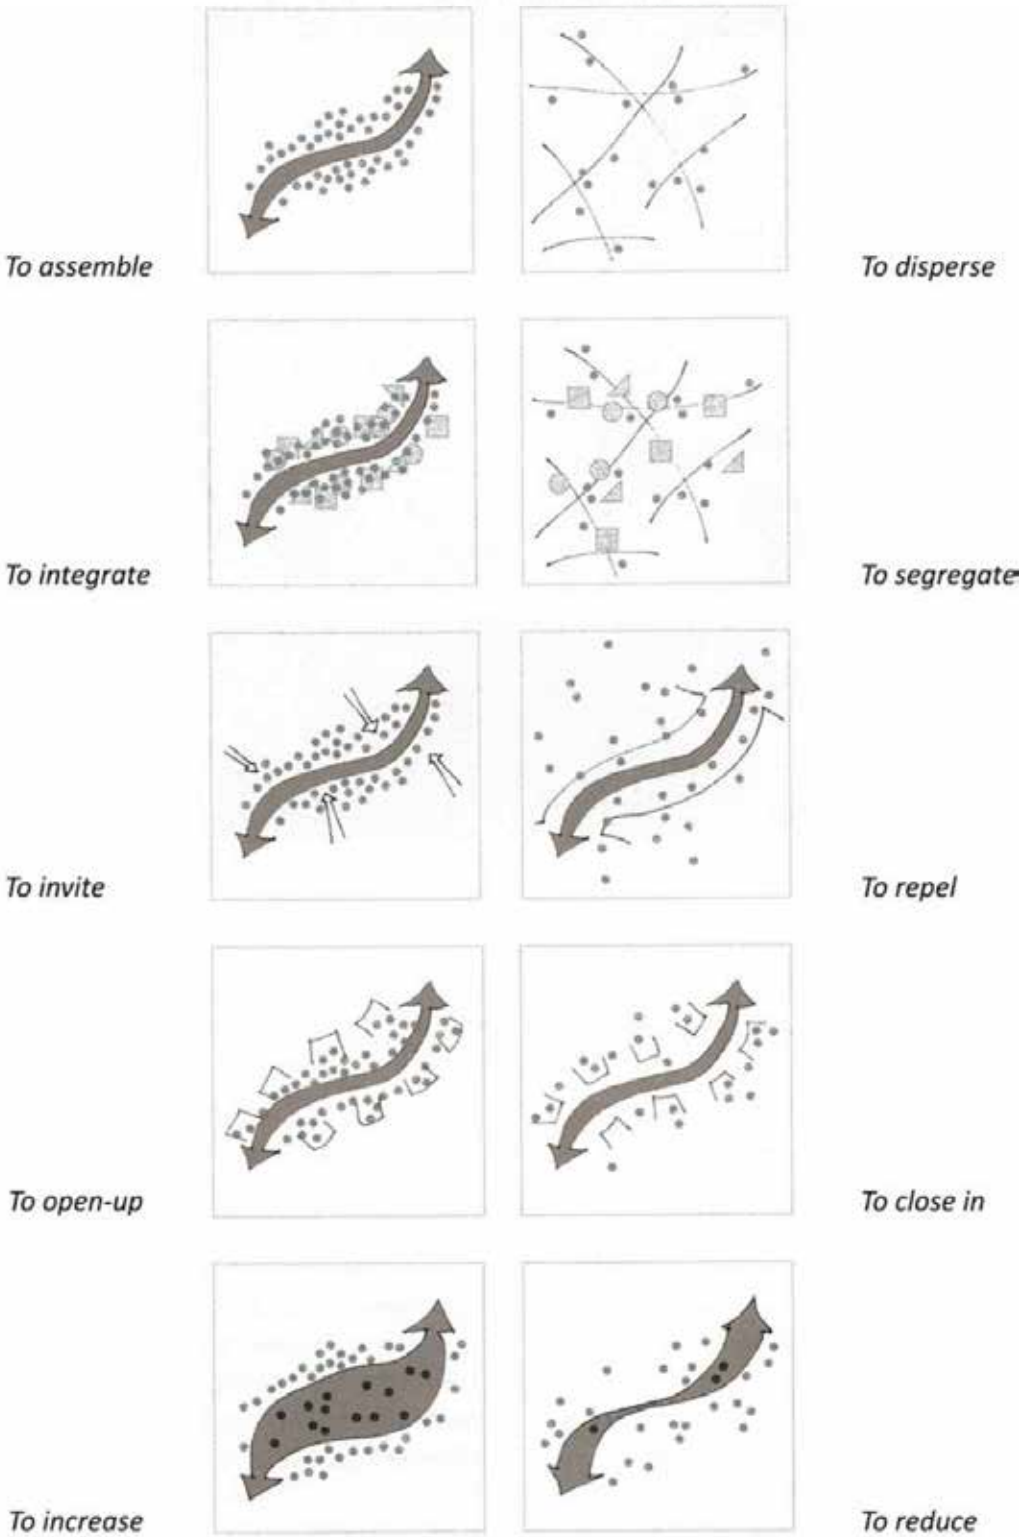 To assemble
To disperse
To integrate
To segregate
To invite
To repel
To open-up
To close in
To increase
To reduce